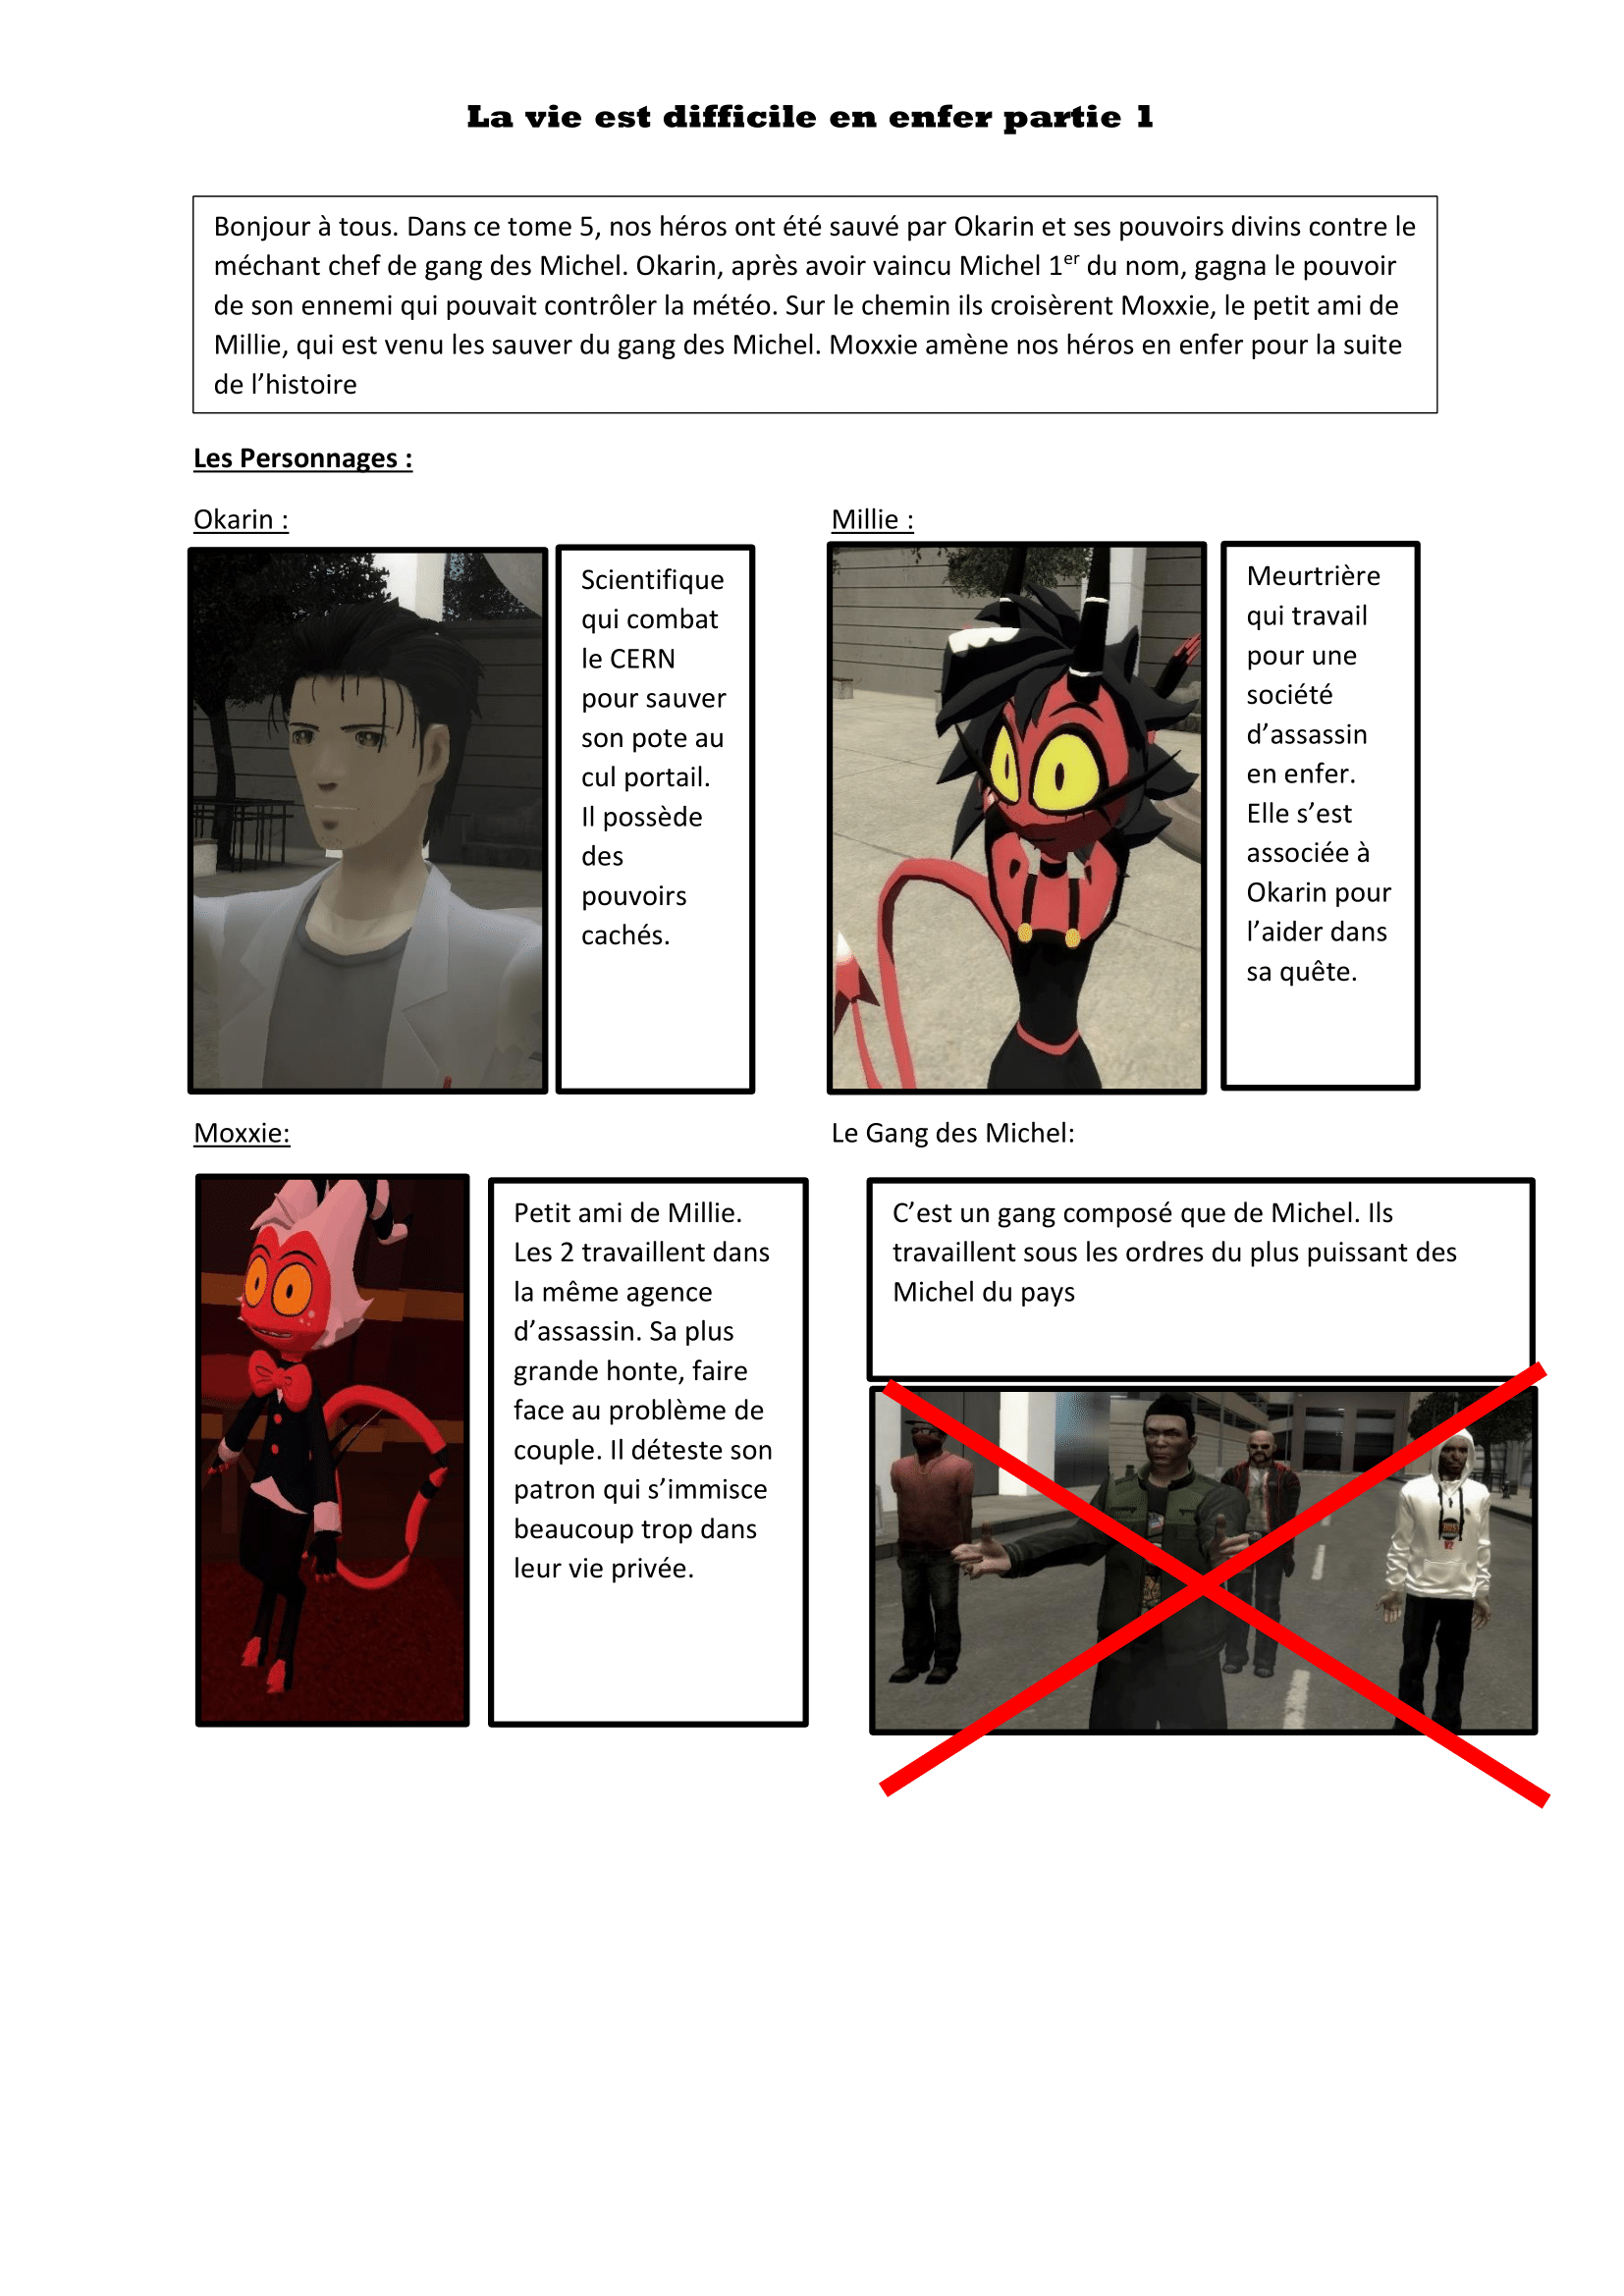 La vie est difficile en enfer partie 1
Bonjour à tous. Dans ce tome 5, nos héros ont été sauvé par Okarin et ses pouvoirs divins contre le
méchant chef de gang des Michel. Okarin, après avoir vaincu Michel 1er du nom, gagna le pouvoir
de son ennemi qui pouvait contrôler la météo. Sur le chemin ils croisèrent Moxxie, le petit ami de
Millie, qui est venu les sauver du gang des Michel. Moxxie amène nos héros en enfer pour la suite
de l’histoire
Les Personnages :
Okarin :
Scientifique
qui combat
le CERN
pour sauver
son pote au
cul portail.
Il possède
des
pouvoirs
cachés.
Millie :
Meurtrière
qui travail
pour une
société
d’assassin
en enfer.
Elle s’est
associée à
Okarin pour
l’aider dans
sa quête.
Moxxie:
Petit ami de Millie.
Les 2 travaillent dans
la même agence
d’assassin. Sa plus
grande honte, faire
face au problème de
couple. Il déteste son
patron qui s’immisce
beaucoup trop dans
leur vie privée.
Le Gang des Michel:
C’est un gang composé que de Michel. Ils
travaillent sous les ordres du plus puissant des
Michel du pays